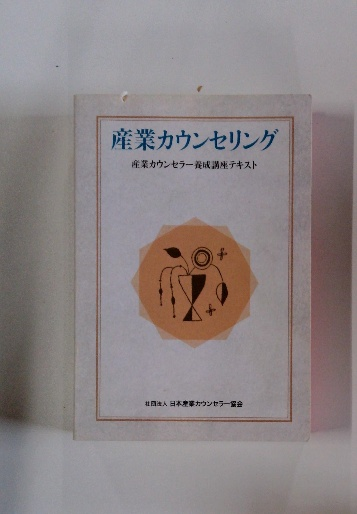 産業カウンセリング
産業カウンセラー養成講座テキスト
社団法人 日本産業カウンセラー協会